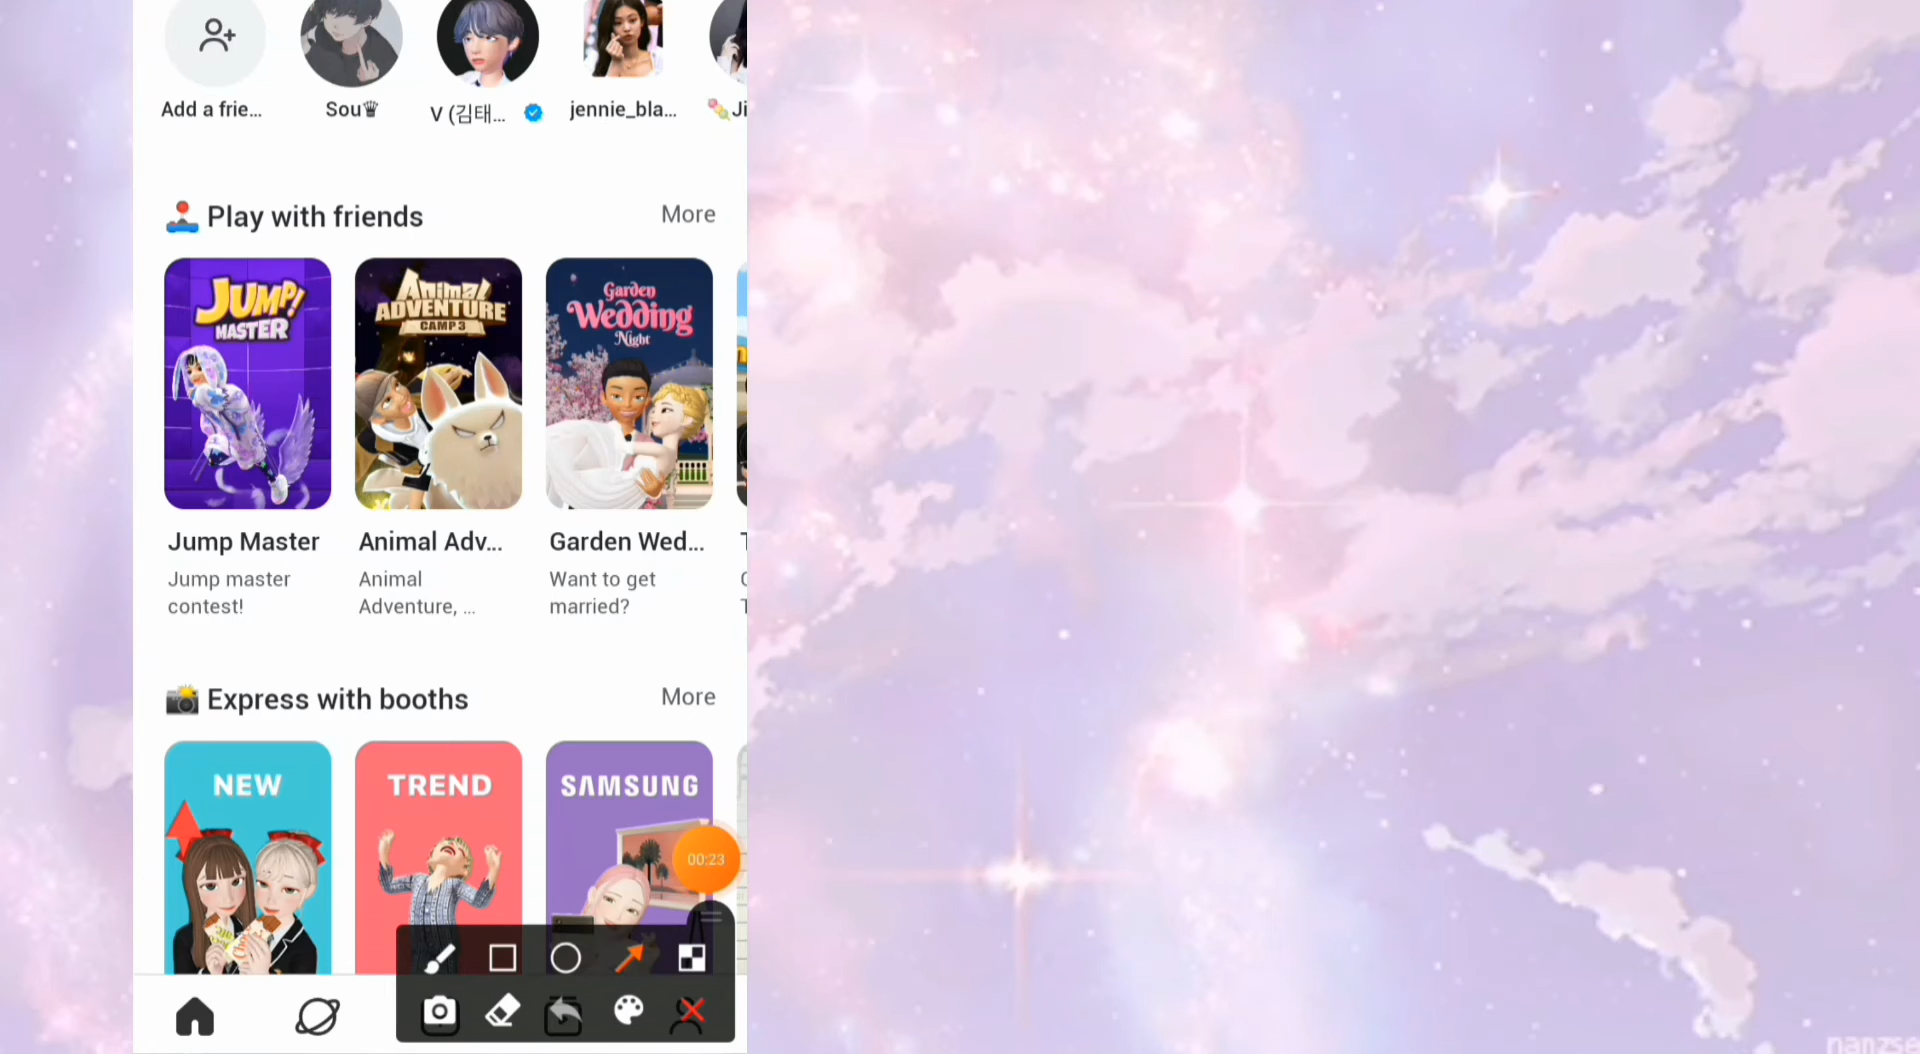 Add a frie...
Sou♛
V (김태...
jennie_bla...
🍡Ji
Play with friends
More
JUMP!
MASTER
Animal
ADVENTURE
CAMP 3
Garden
Wedding
Night
Jump Master
Animal Adv...
Garden Wed...
Jump master
contest!
Animal
Adventure, ...
Want to get
married?
Express with booths
More
NEW
TREND
SAMSUNG
00:23
nanzse